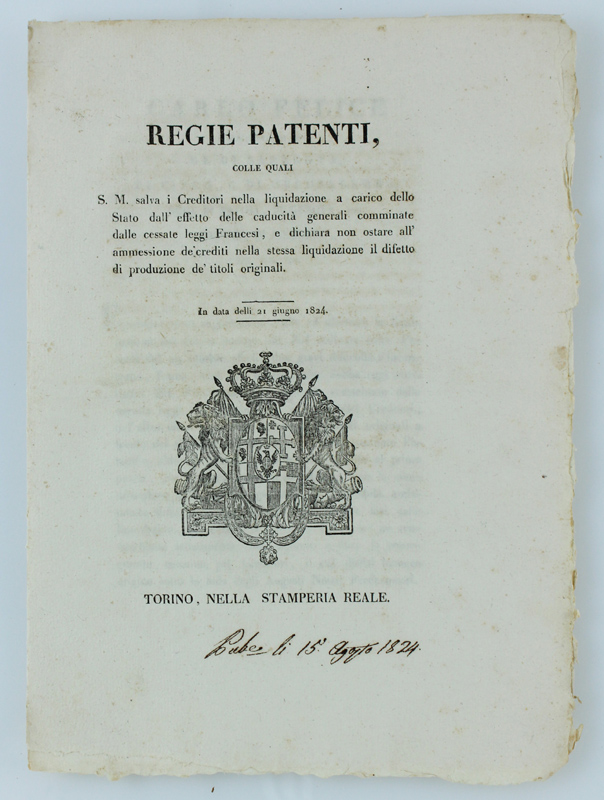 REGIE PATENTI,
COLLE QUALI
S. M. salva i Creditori nella liquidazione a carico dello
Stato dall' effetto delle caducità generali comminate
dalle cessate leggi Francesi, e dichiara non ostare all'
ammessione de' crediti nella stessa liquidazione il difetto
di produzione de' titoli originali.
In data delli 21 giugno 1824.
TORINO, NELLA STAMPERIA REALE.
li 15 Agosto 1824.